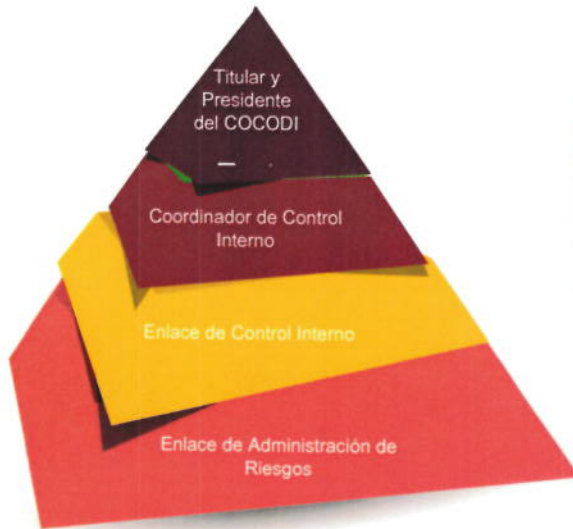 Titular y
Presidente
del COCODI
Coordinador de Control
Interno
Enlace de Control Interno
Enlace de Administración de
Riesgos